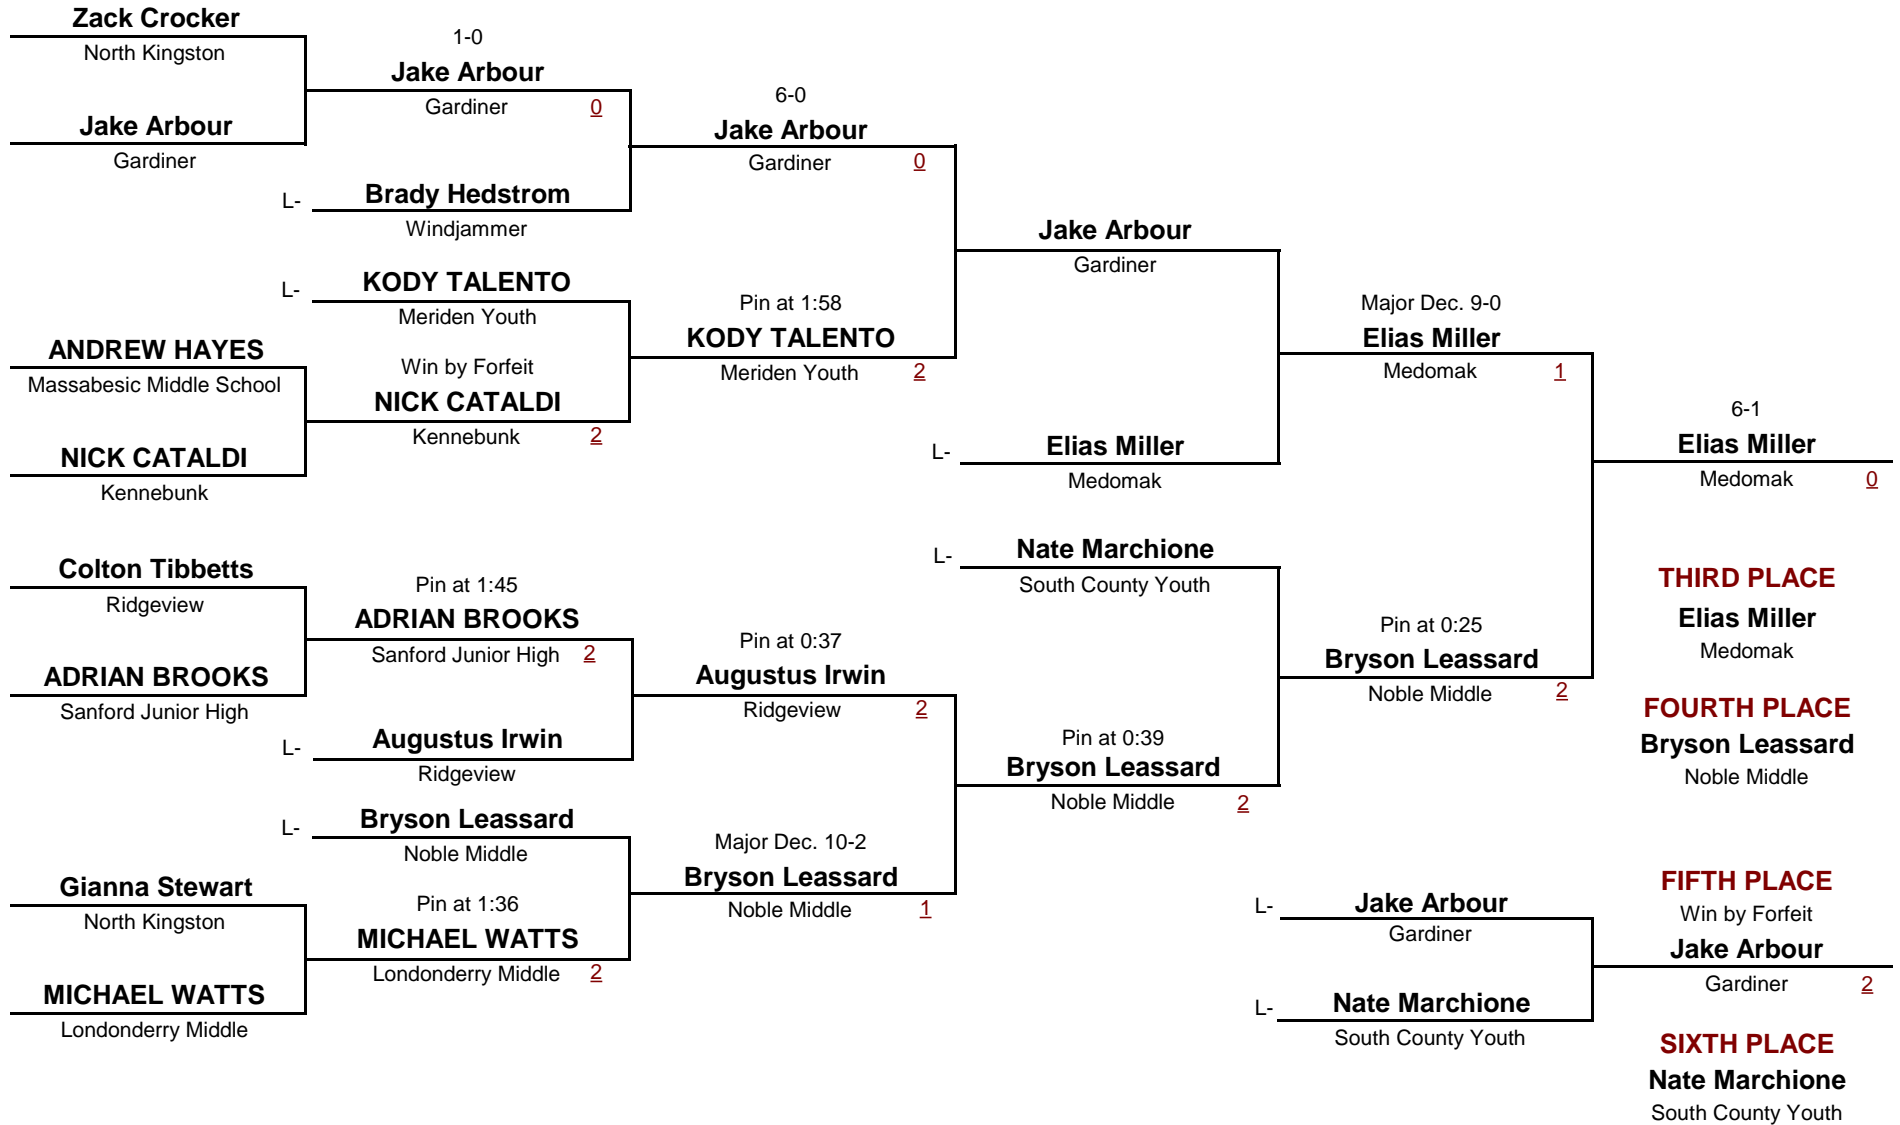 Zack Crocker
North Kingston
Jake Arbour
Gardiner
ANDREW HAYES
Massabesic Middle School
NICK CATALDI
Kennebunk
Colton Tibbetts
Ridgeview
ADRIAN BROOKS
Sanford Junior High
Gianna Stewart
North Kingston
MICHAEL WATTS
Londonderry Middle
1-0
Jake Arbour
Gardiner 0
L- Brady Hedstrom
Windjammer
L- KODY TALENTO
Meriden Youth
Win by Forfeit
NICK CATALDI
Kennebunk 2
Pin at 1:45
ADRIAN BROOKS
Sanford Junior High 2
L- Augustus Irwin
Ridgeview
L- Bryson Leassard
Noble Middle
Pin at 1:36
MICHAEL WATTS
Londonderry Middle 2
6-0
Jake Arbour
Gardiner 0
Pin at 1:58
KODY TALENTO
Meriden Youth 2
Pin at 0:37
Augustus Irwin
Ridgeview 2
Major Dec. 10-2
Bryson Leassard
Noble Middle 1
Jake Arbour
Gardiner
L- Elias Miller
Medomak
L- Nate Marchione
South County Youth
Pin at 0:39
Bryson Leassard
Noble Middle 2
Major Dec. 9-0
Elias Miller
Medomak 1
Pin at 0:25
Bryson Leassard
Noble Middle 2
L- Jake Arbour
Gardiner
L- Nate Marchione
South County Youth
6-1
Elias Miller
Medomak 0
THIRD PLACE
Elias Miller
Medomak
FOURTH PLACE
Bryson Leassard
Noble Middle
FIFTH PLACE
Win by Forfeit
Jake Arbour
Gardiner 2
SIXTH PLACE
Nate Marchione
South County Youth